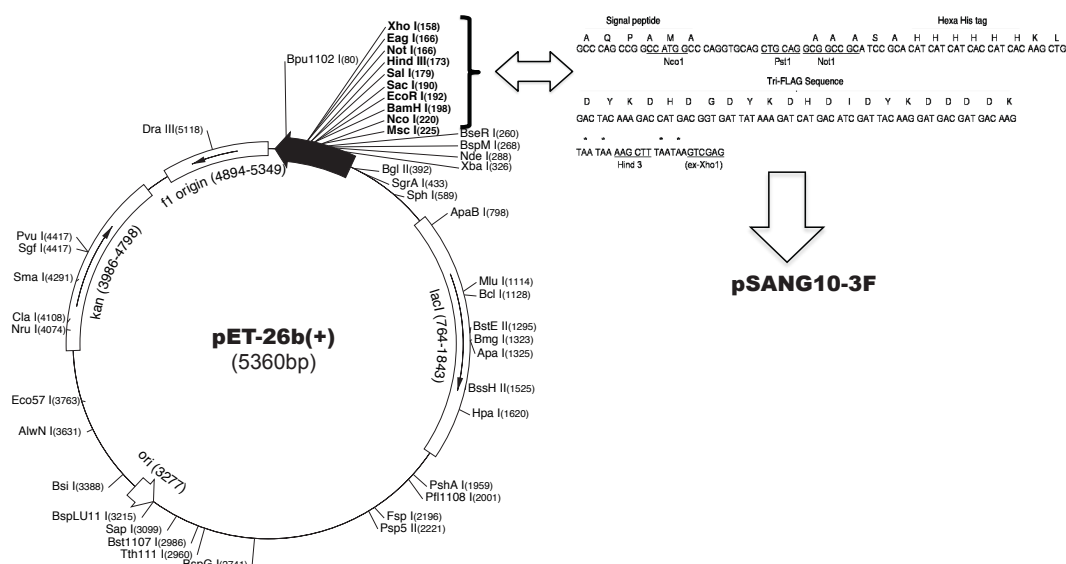 Xho I(158)
Eag I(166)
Not I(166)
Hind III(173)
Sal I(179)
Sac I(190)
EcoR I(192)
BamH I(198)
Nco I(220)
Msc I(225)
Bpu1102 I(80)
BseR I(260)
BspM I(268)
Nde I(288)
Xba I(326)
Bgl II(392)
SgrA I(433)
Sph I(589)
ApaB I(798)
Mlu I(1114)
Bcl I(1128)
BstE II(1295)
Bmg I(1323)
Apa I(1325)
BssH II(1525)
Hpa I(1620)
PshA I(1959)
Pfl1108 I(2001)
Fsp I(2196)
Psp5 II(2221)
BspG I(2741)
Tth111 I(2960)
Bst1107 I(2986)
Sap I(3099)
BspLU11 I(3215)
Bsi I(3388)
AlwN I(3631)
Eco57 I(3763)
Nru I(4074)
Cla I(4108)
Sma I(4291)
Sgf I(4417)
Pvu I(4417)
Dra III(5118)
f1 origin (4894-5349)
kan (3986-4798)
lacI (764-1843)
ori (3277)
pET-26b(+)
(5360bp)
Signal peptide Hexa His tag
A Q P A M A A A A S A H H H H H H K L
GCC CAG CCG GCC ATG GCC CAG GTG CAG CTG CAG GCG GCC GCA TCC GCA CAT CAT CAT CAC CAT CAC AAG CTG
Nco1 Pst1 Not1
Tri-FLAG Sequence
D Y K D H D G D Y K D H D I D Y K D D D D K
GAC TAC AAA GAC CAT GAC GGT GAT TAT AAA GAT CAT GAC ATC GAT TAC AAG GAT GAC GAT GAC AAG
* * * *
TAA TAA AAG CTT TAATAAGTCGAG
Hind 3 (ex-Xho1)
pSANG10-3F